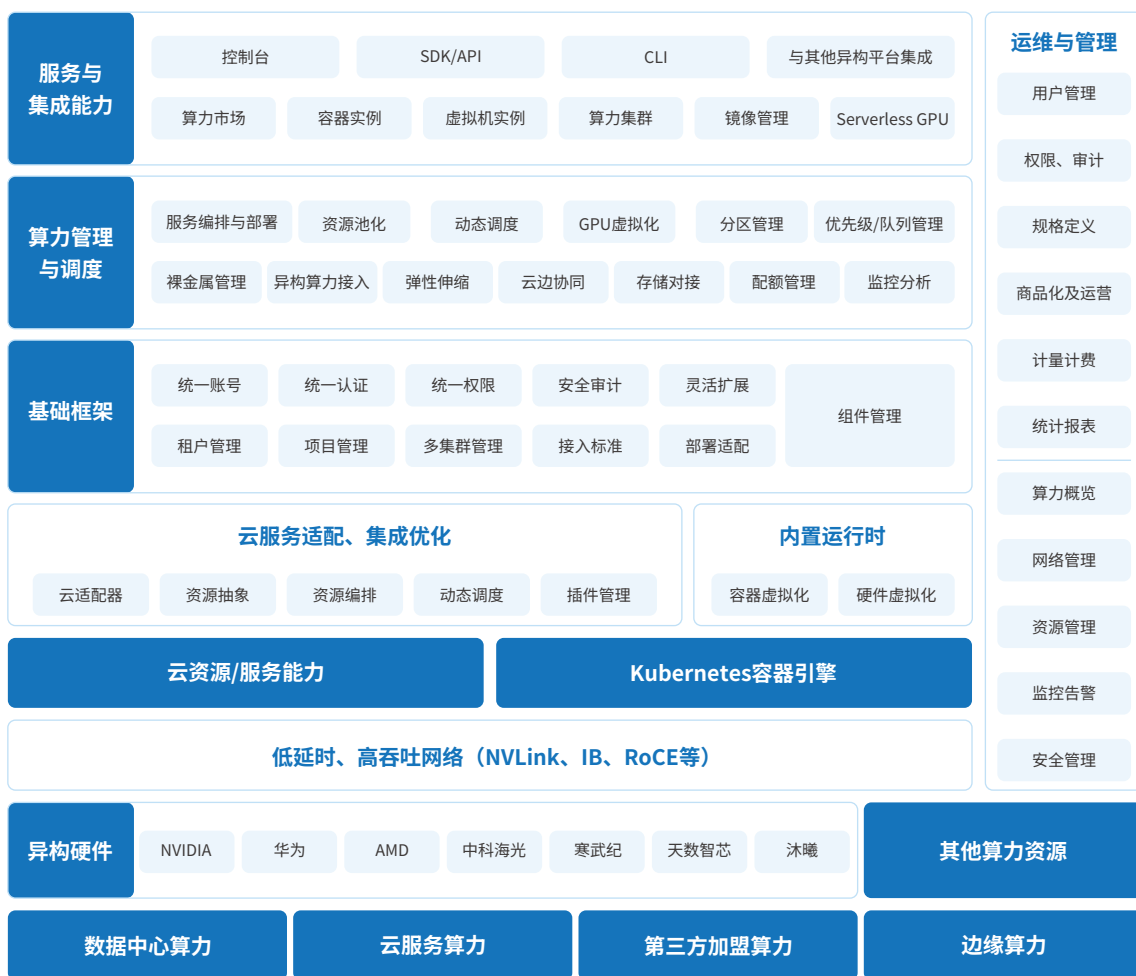 服务与
集成能力
控制台
SDK/API
CLI
与其他异构平台集成
算力市场
容器实例
虚拟机实例
算力集群
镜像管理
Serverless GPU
算力管理
与调度
服务编排与部署
资源池化
动态调度
GPU虚拟化
分区管理
优先级/队列管理
裸金属管理
异构算力接入
弹性伸缩
云边协同
存储对接
配额管理
监控分析
基础框架
统一账号
统一认证
统一权限
安全审计
灵活扩展
组件管理
租户管理
项目管理
多集群管理
接入标准
部署适配
云服务适配、集成优化
云适配器
资源抽象
资源编排
动态调度
插件管理
内置运行时
容器虚拟化
硬件虚拟化
云资源/服务能力
Kubernetes容器引擎
低延时、高吞吐网络（NVLink、IB、RoCE等）
运维与管理
用户管理
权限、审计
规格定义
商品化及运营
计量计费
统计报表
算力概览
网络管理
资源管理
监控告警
安全管理
异构硬件
NVIDIA
华为
AMD
中科海光
寒武纪
天数智芯
沐曦
其他算力资源
数据中心算力
云服务算力
第三方加盟算力
边缘算力